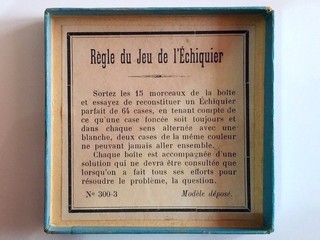 Règle du Jeu de l'Échiquier
Sortez les 15 morceaux de la boîte
et essayez de reconstituer un Échiquier
parfait de 64 cases, en tenant compte de
ce qu'une case foncée soit toujours et
dans chaque sens alternée avec une
blanche, deux cases de la même couleur
ne peuvant jamais aller ensemble.
Chaque boîte est accompagnée d'une
solution qui ne devra être consultée que
lorsqu'on a fait tous ses efforts pour
résoudre le problème, la question.
No 300-3 Modèle déposé.